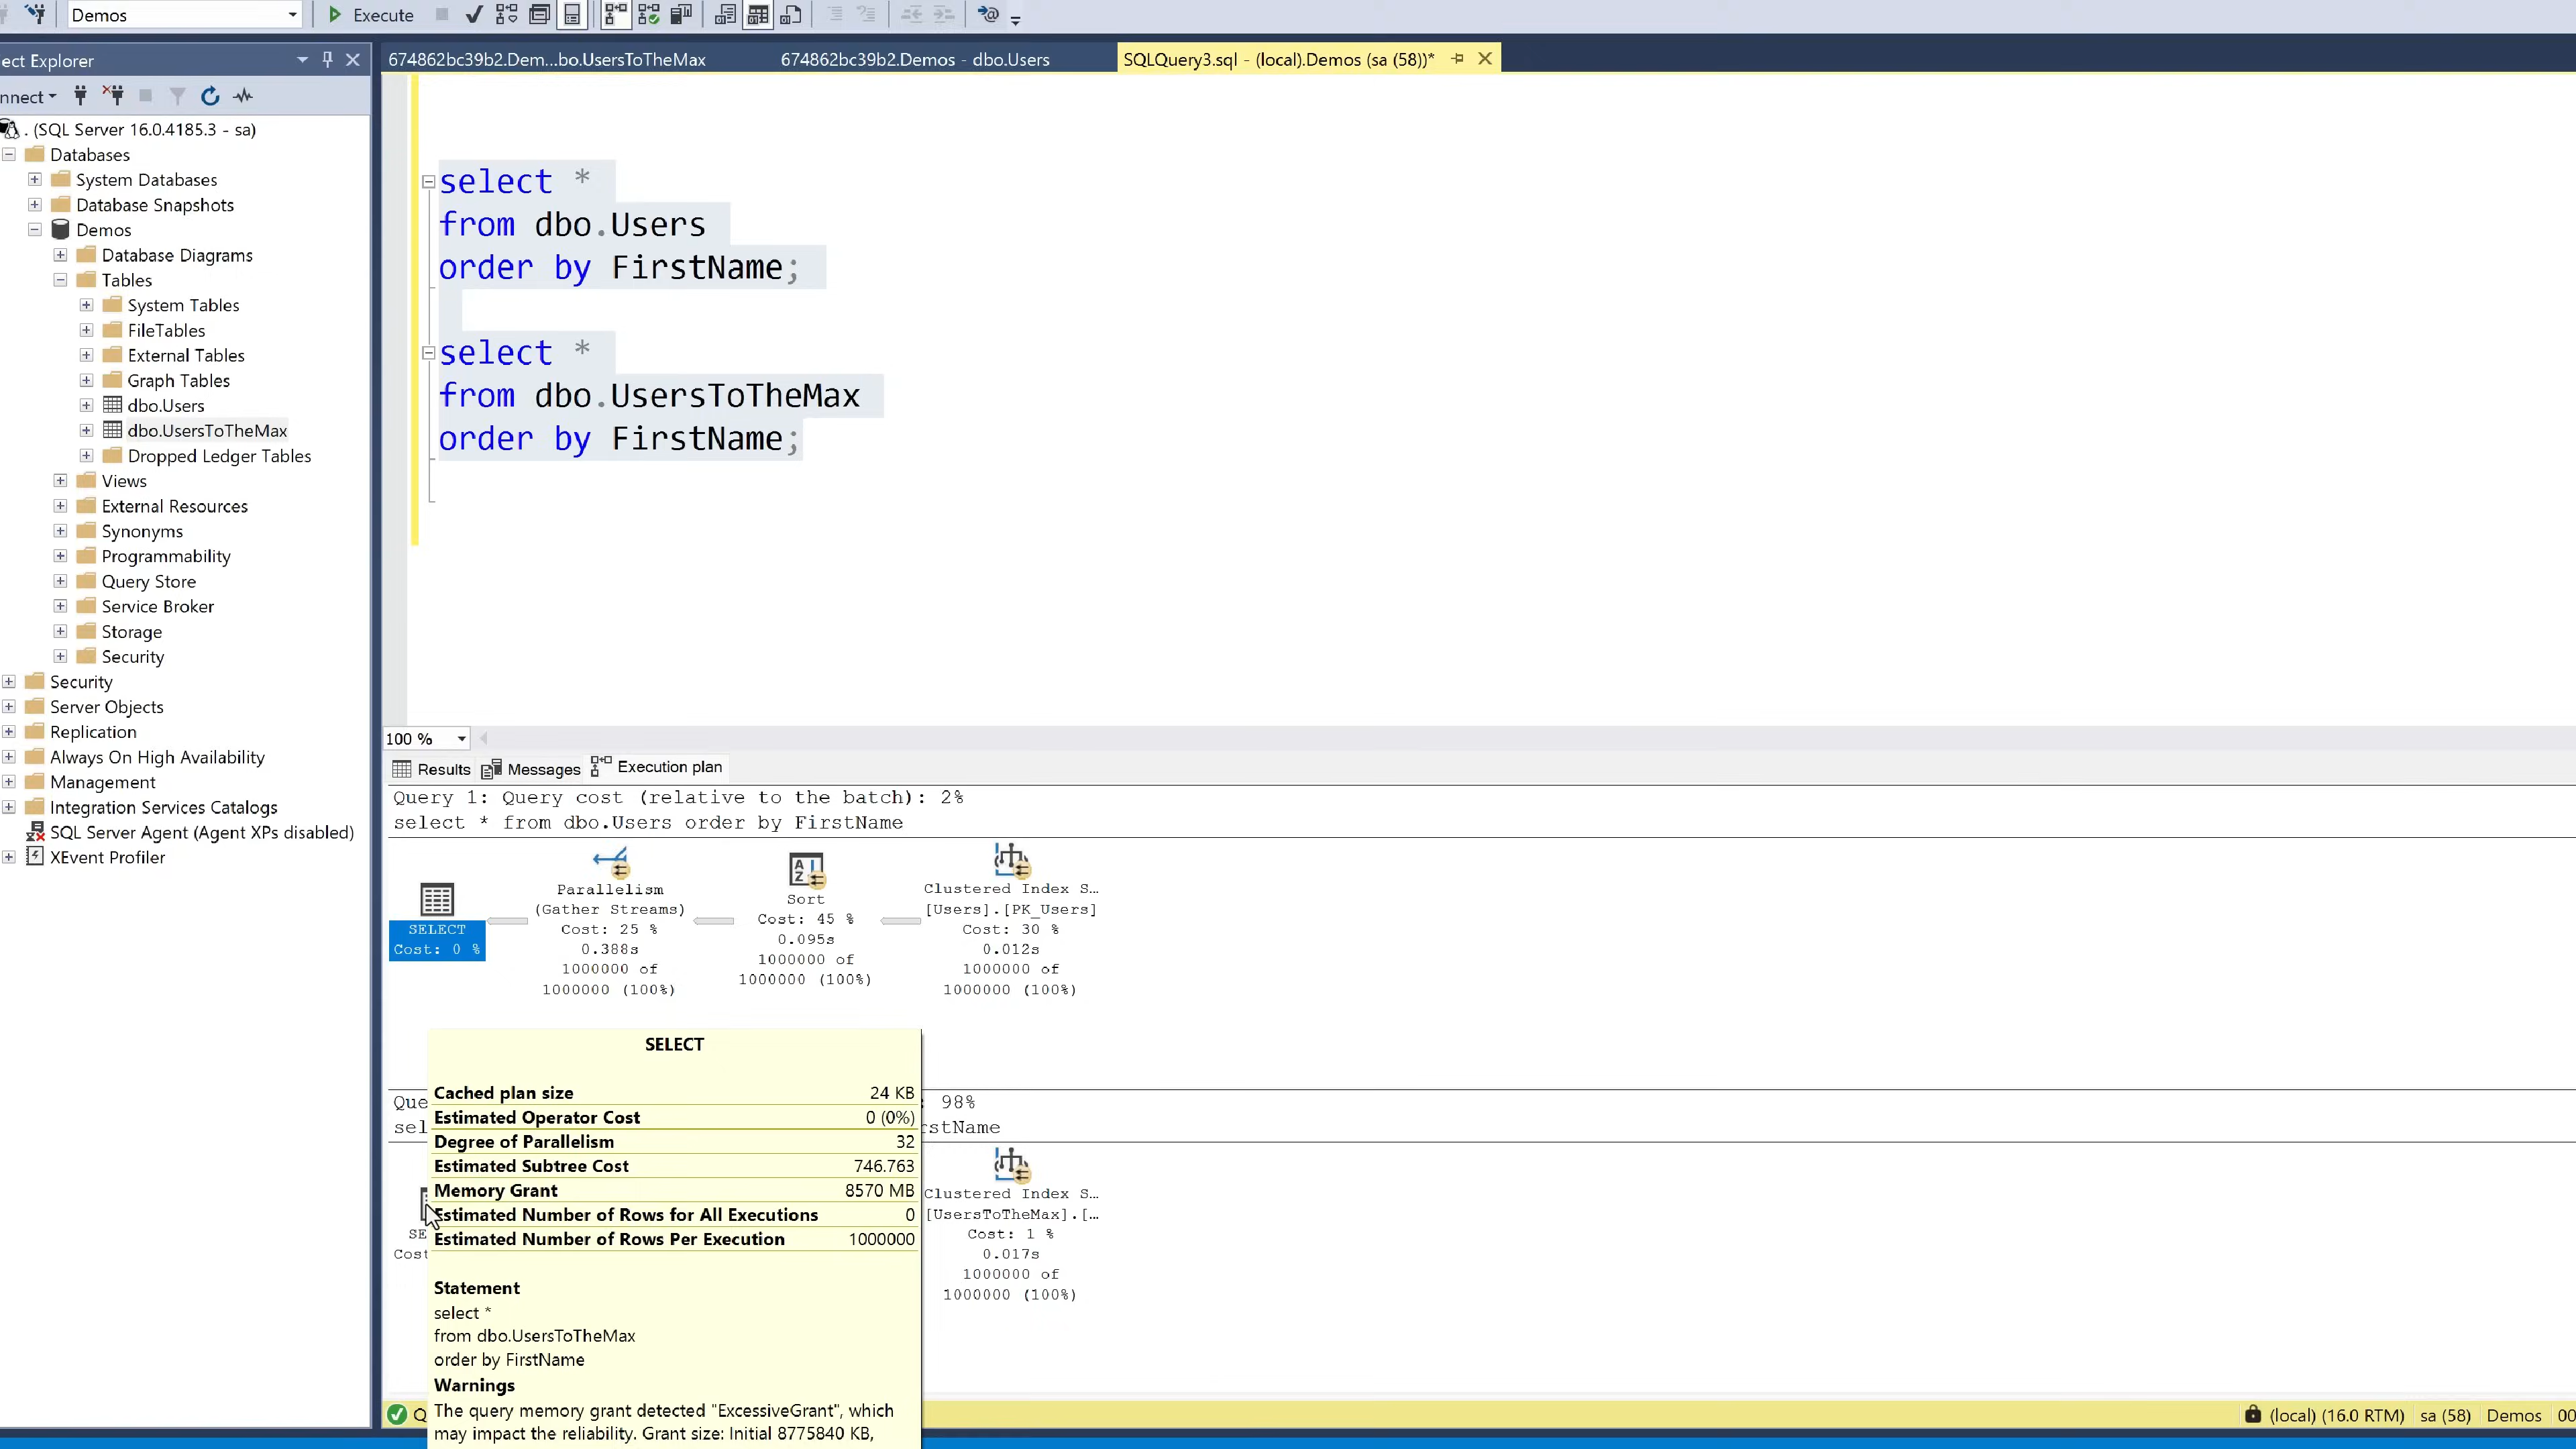 Demos
Execute
ect Explorer
674862bc39b2.Dem...bo.UsersToTheMax
674862bc39b2.Demos - dbo.Users
SQLQuery3.sql - (local).Demos (sa (58))*
nnect
. (SQL Server 16.0.4185.3 - sa)
Databases
System Databases
Database Snapshots
Demos
Database Diagrams
Tables
System Tables
FileTables
External Tables
Graph Tables
dbo.Users
dbo.UsersToTheMax
Dropped Ledger Tables
Views
External Resources
Synonyms
Programmability
Query Store
Service Broker
Storage
Security
Security
Server Objects
Replication
Always On High Availability
Management
Integration Services Catalogs
SQL Server Agent (Agent XPs disabled)
XEvent Profiler
select *
from dbo.Users
order by FirstName;
select *
from dbo.UsersToTheMax
order by FirstName;
100 %
Results
Messages
Execution plan
Query 1: Query cost (relative to the batch): 2%
select * from dbo.Users order by FirstName
SELECT
Cost: 0 %
Parallelism
(Gather Streams)
Cost: 25 %
0.388s
1000000 of
1000000 (100%)
Sort
Cost: 45 %
0.095s
1000000 of
1000000 (100%)
Clustered Index S...
[Users].[PK_Users]
Cost: 30 %
0.012s
1000000 of
1000000 (100%)
Que
: 98%
sel
rstName
SE
Cost
Clustered Index S...
[UsersToTheMax].[...
Cost: 1 %
0.017s
1000000 of
1000000 (100%)
SELECT
Cached plan size 24 KB
Estimated Operator Cost 0 (0%)
Degree of Parallelism 32
Estimated Subtree Cost 746.763
Memory Grant 8570 MB
Estimated Number of Rows for All Executions 0
Estimated Number of Rows Per Execution 1000000
Statement
select *
from dbo.UsersToTheMax
order by FirstName
Warnings
The query memory grant detected "ExcessiveGrant", which
may impact the reliability. Grant size: Initial 8775840 KB,
Q
(local) (16.0 RTM)
sa (58)
Demos
00